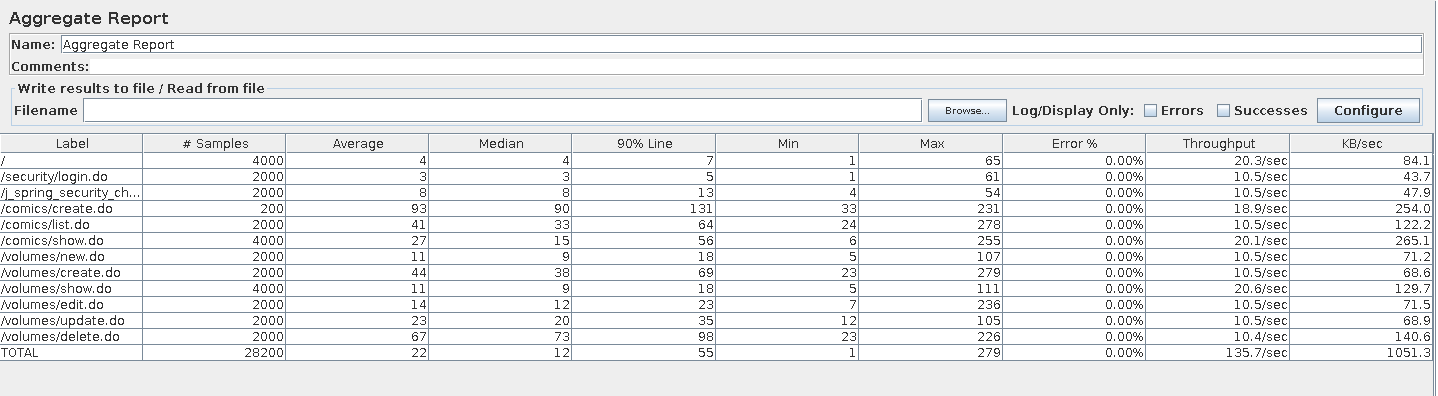 Aggregate Report
Name: Aggregate Report
Comments:
Write results to file / Read from file
Filename Browse... Log/Display Only: Errors Successes Configure
Label # Samples Average Median 90% Line Min Max Error % Throughput KB/sec
/ 4000 4 4 7 1 65 0.00% 20.3/sec 84.1
/security/login.do 2000 3 3 5 1 61 0.00% 10.5/sec 43.7
/j_spring_security_ch... 2000 8 8 13 4 54 0.00% 10.5/sec 47.9
/comics/create.do 200 93 90 131 33 231 0.00% 18.9/sec 254.0
/comics/list.do 2000 41 33 64 24 278 0.00% 10.5/sec 122.2
/comics/show.do 4000 27 15 56 6 255 0.00% 20.1/sec 265.1
/volumes/new.do 2000 11 9 18 5 107 0.00% 10.5/sec 71.2
/volumes/create.do 2000 44 38 69 23 279 0.00% 10.5/sec 68.6
/volumes/show.do 4000 11 9 18 5 111 0.00% 20.6/sec 129.7
/volumes/edit.do 2000 14 12 23 7 236 0.00% 10.5/sec 71.5
/volumes/update.do 2000 23 20 35 12 105 0.00% 10.5/sec 68.9
/volumes/delete.do 2000 67 73 98 23 226 0.00% 10.4/sec 140.6
TOTAL 28200 22 12 55 1 279 0.00% 135.7/sec 1051.3